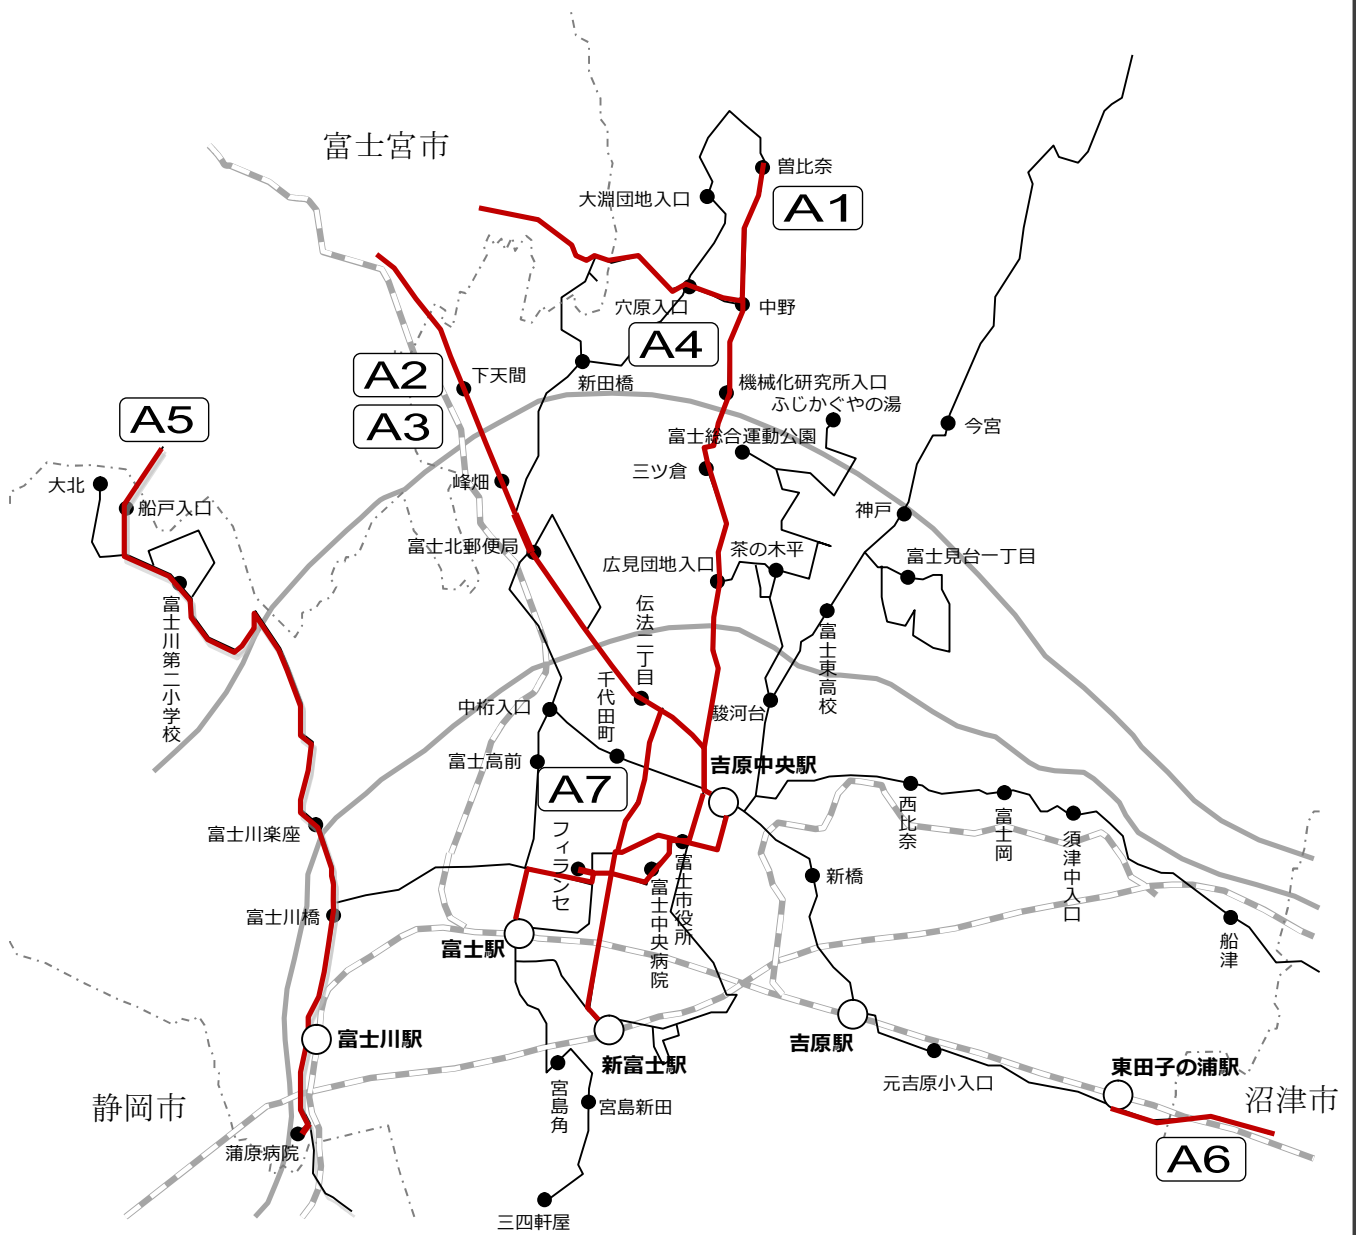 富士宮市
曽比奈
大淵団地入口
A1
穴原入口
中野
A4
A2
下天間
新田橋
機械化研究所入口
ふじかぐやの湯
A5
A3
富士総合運動公園
今宮
大北
船戸入口
峰畑
三ツ倉
神戸
富士北郵便局
広見団地入口
茶の木平
富士見台一丁目
富士川第二小学校
伝法二丁目
富士東高校
千代田町
中桁入口
駿河台
富士高前
吉原中央駅
A7
西比奈
富士岡
須津中入口
富士川楽座
フィランセ
富士市役所
富士中央病院
新橋
富士川橋
船津
富士駅
富士川駅
吉原駅
新富士駅
元吉原小入口
東田子の浦駅
静岡市
宮島角
宮島新田
沼津市
蒲原病院
A6
三四軒屋